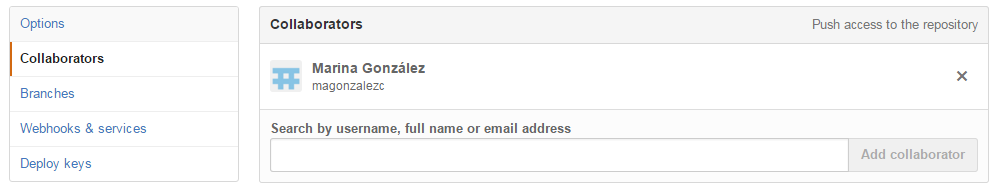 Options
Collaborators
Branches
Webhooks & services
Deploy keys
Collaborators Push access to the repository
Marina González
magonzalezc
Search by username, full name or email address
Add collaborator